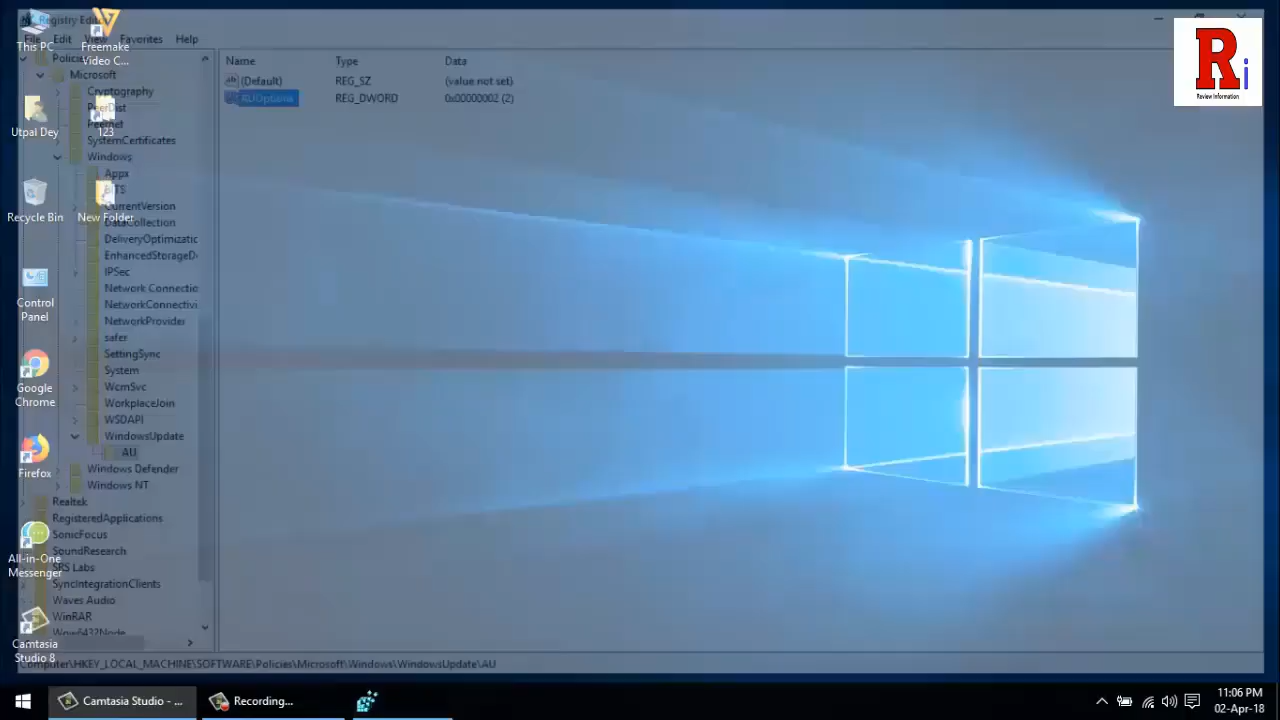 Registry Editor
File Edit View Favorites Help
Name Type Data
(Default) REG_SZ (value not set)
AUOptions REG_DWORD 0x00000002 (2)
Policies
Microsoft
Cryptography
PeerDist
Peernet
SystemCertificates
Windows
Appx
BITS
CurrentVersion
DataCollection
DeliveryOptimizatic
EnhancedStorageD
IPSec
Network Connectio
NetworkConnectivi
NetworkProvider
safer
SettingSync
System
WcmSvc
WorkplaceJoin
WSDAPI
WindowsUpdate
AU
Windows Defender
Windows NT
Realtek
RegisteredApplications
SonicFocus
SoundResearch
SRS Labs
SyncIntegrationClients
Waves Audio
WinRAR
Wow6432Node
Computer\HKEY_LOCAL_MACHINE\SOFTWARE\Policies\Microsoft\Windows\WindowsUpdate\AU
This PC
Freemake
Video C...
Utpal Dey
123
Recycle Bin
New Folder
Control
Panel
Google
Chrome
Firefox
All-in-One
Messenger
Camtasia
Studio 8
Ri
Review Information
Camtasia Studio - ...
Recording...
11:06 PM
02-Apr-18